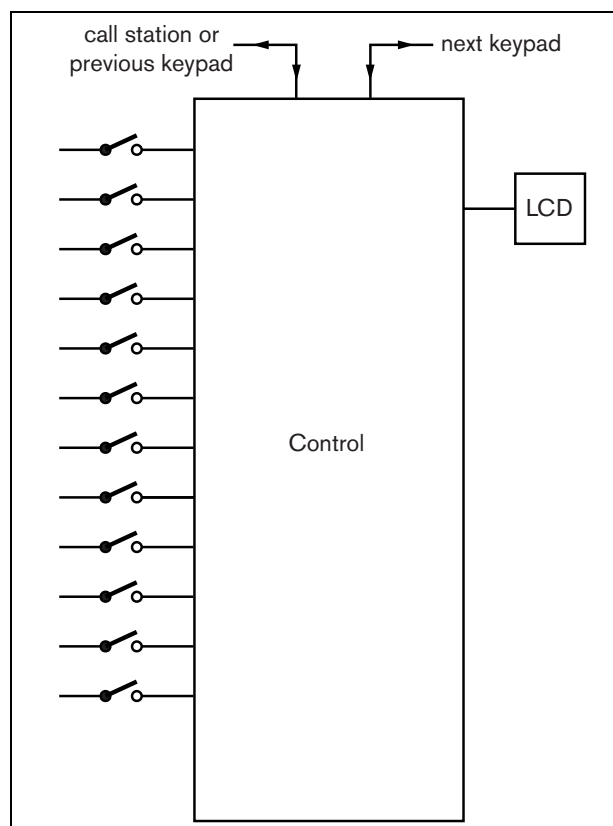 call station or
previous keypad
next keypad
LCD
Control